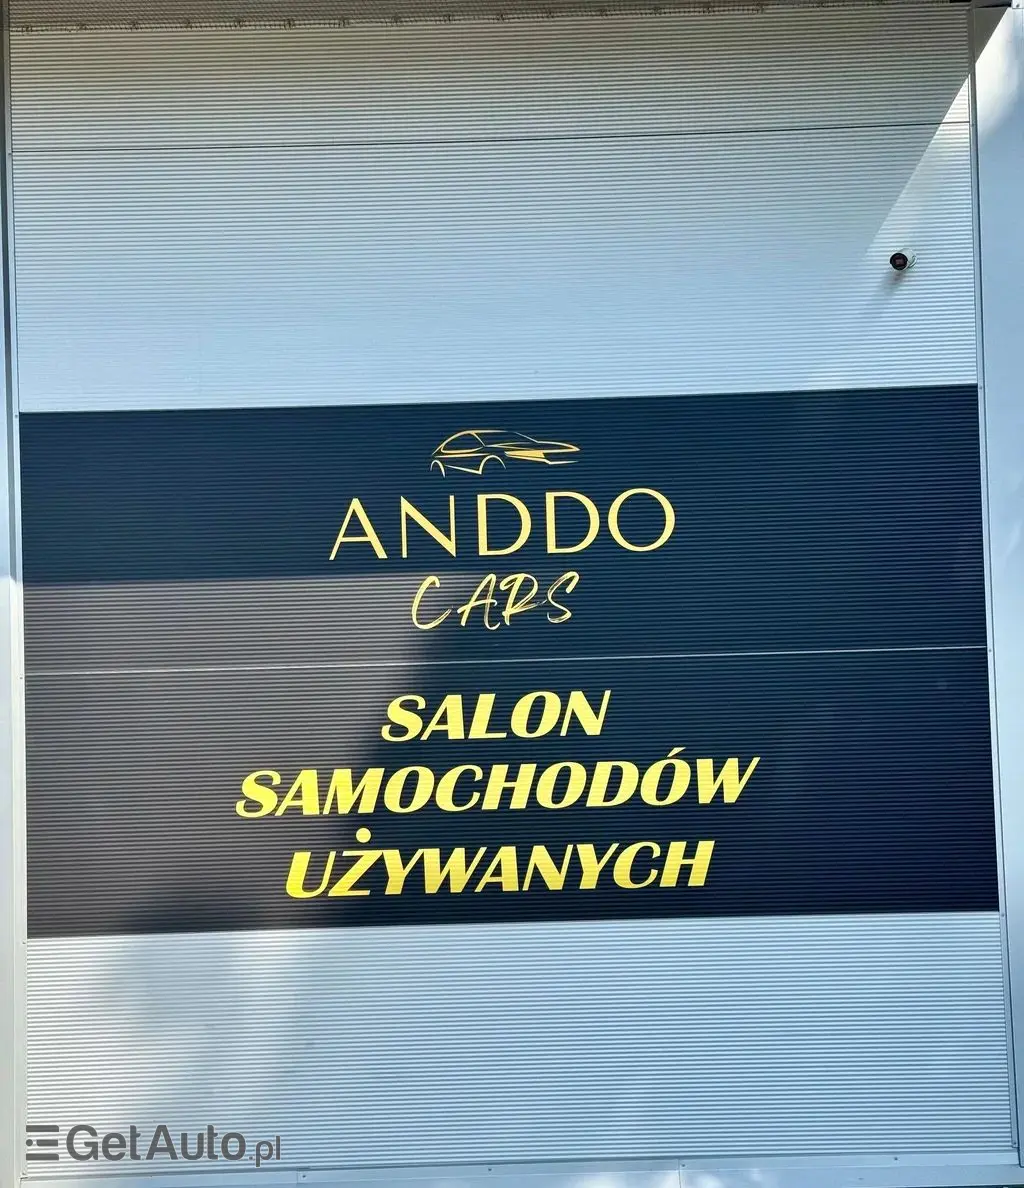 ANDDO
CARS
SALON
SAMOCHODÓW
UŻYWANYCH
GetAuto.pl